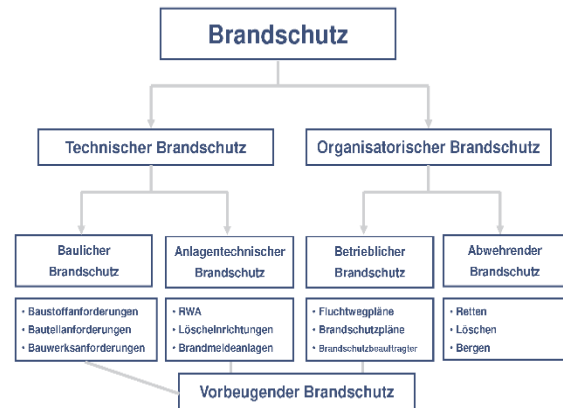 Brandschutz
Technischer Brandschutz
Organisatorischer Brandschutz
Baulicher
Brandschutz
Anlagentechnischer
Brandschutz
Betrieblicher
Brandschutz
Abwehrender
Brandschutz
• Baustoffanforderungen
• Bauteilanforderungen
• Bauwerksanforderungen
• RWA
• Löscheinrichtungen
• Brandmeldeanlagen
• Fluchtwegpläne
• Brandschutzpläne
• Brandschutzbeauftragter
• Retten
• Löschen
• Bergen
Vorbeugender Brandschutz